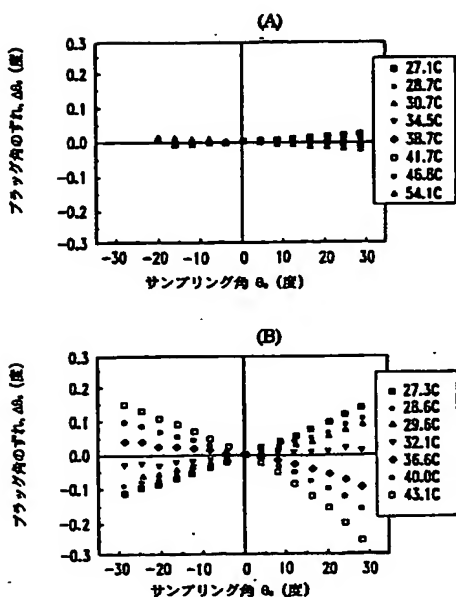 (A)
ブラッグ角のずれ, Δθ。(度)
0.3
0.2
0.1
0.0
-0.1
-0.2
-0.3
-30 -20 -10 0 10 20 30
サンプリング角 θ。(度)
27.1C
28.7C
30.7C
34.5C
38.7C
41.7C
46.8C
54.1C
(B)
ブラッグ角のずれ, Δθ。(度)
0.3
0.2
0.1
0.0
-0.1
-0.2
-0.3
-30 -20 -10 0 10 20 30
サンプリング角 θ。(度)
27.3C
28.6C
29.6C
32.1C
36.6C
40.0C
43.1C